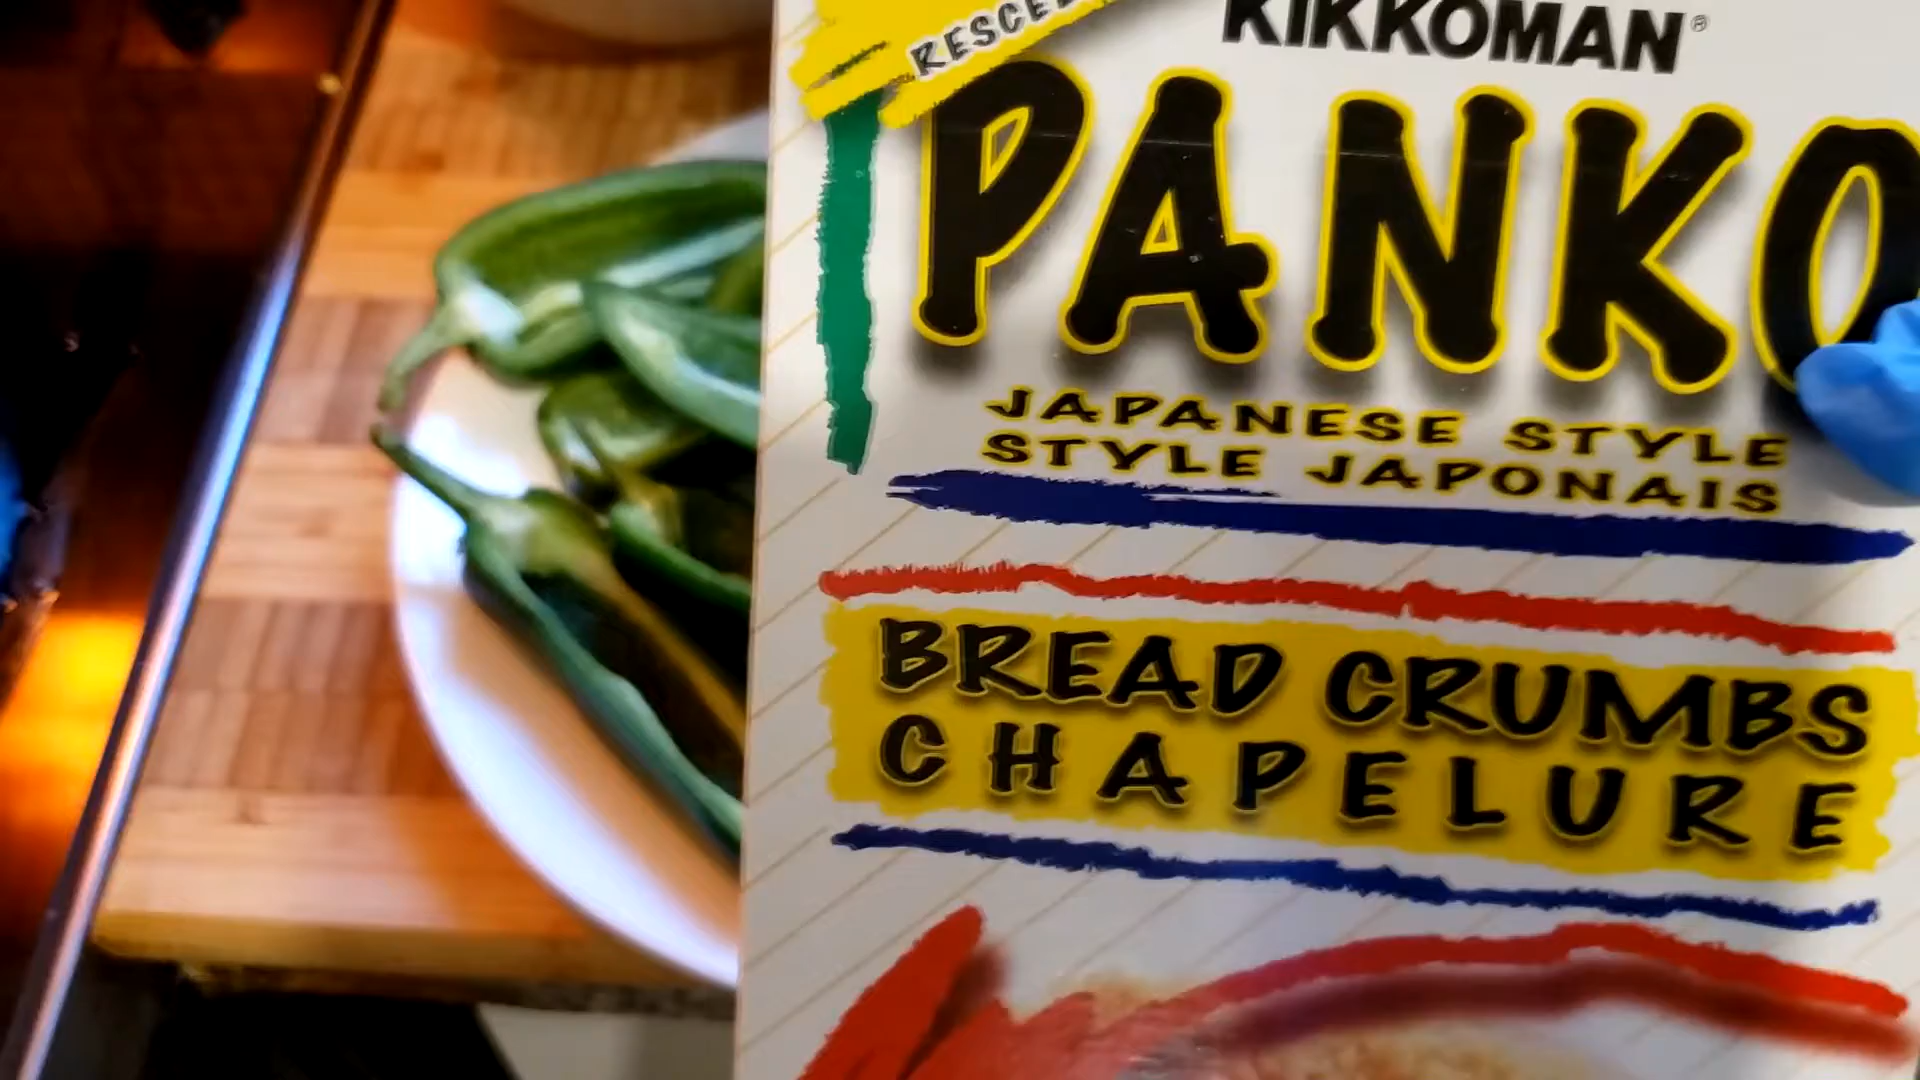 KIKKOMAN®
PANKO
JAPANESE STYLE
STYLE JAPONAIS
BREAD CRUMBS
CHAPELURE